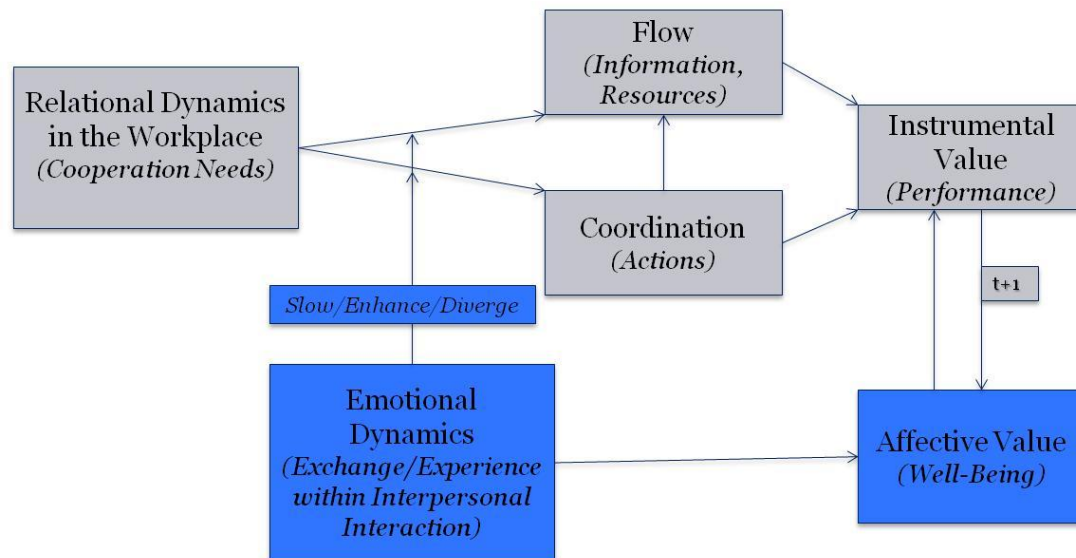 Flow
(Information,
Resources)
Relational Dynamics
in the Workplace
(Cooperation Needs)
Instrumental
Value
(Performance)
Coordination
(Actions)
t+1
Slow/Enhance/Diverge
Emotional
Dynamics
(Exchange/Experience
within Interpersonal
Interaction)
Affective Value
(Well-Being)